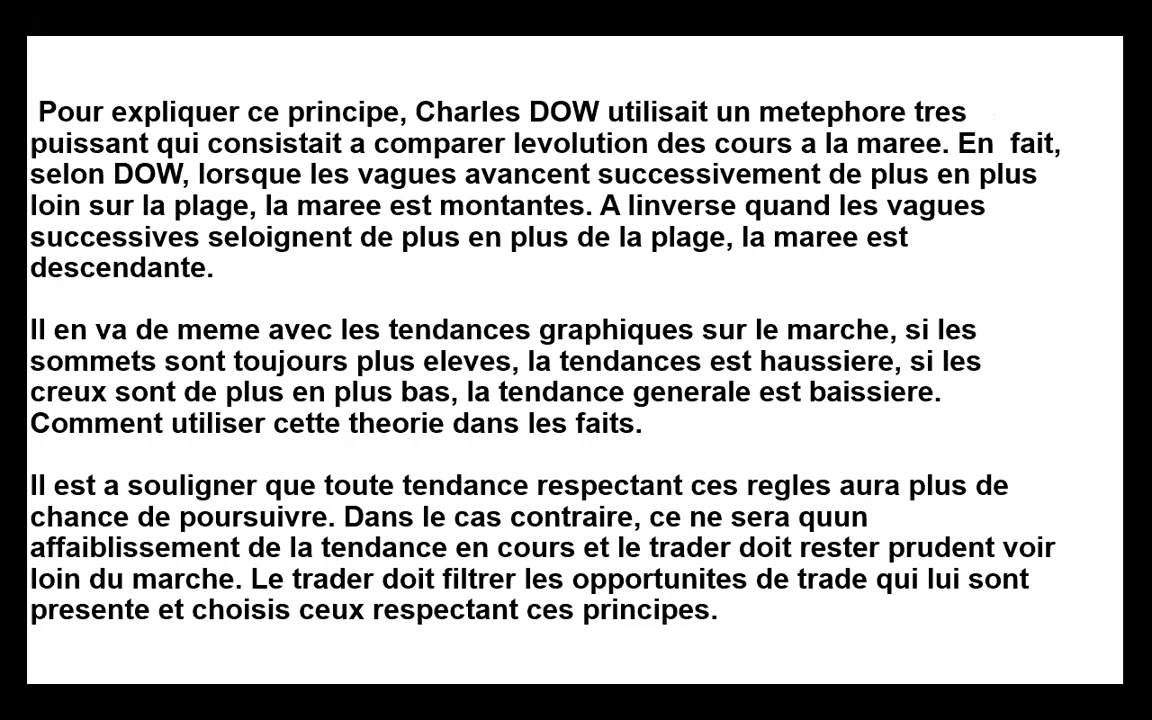 Pour expliquer ce principe, Charles DOW utilisait un metephore tres
puissant qui consistait a comparer levolution des cours a la maree. En  fait,
selon DOW, lorsque les vagues avancent successivement de plus en plus
loin sur la plage, la maree est montantes. A linverse quand les vagues
successives seloignent de plus en plus de la plage, la maree est
descendante.
Il en va de meme avec les tendances graphiques sur le marche, si les
sommets sont toujours plus eleves, la tendances est haussiere, si les
creux sont de plus en plus bas, la tendance generale est baissiere.
Comment utiliser cette theorie dans les faits.
Il est a souligner que toute tendance respectant ces regles aura plus de
chance de poursuivre. Dans le cas contraire, ce ne sera quun
affaiblissement de la tendance en cours et le trader doit rester prudent voir
loin du marche. Le trader doit filtrer les opportunites de trade qui lui sont
presente et choisis ceux respectant ces principes.